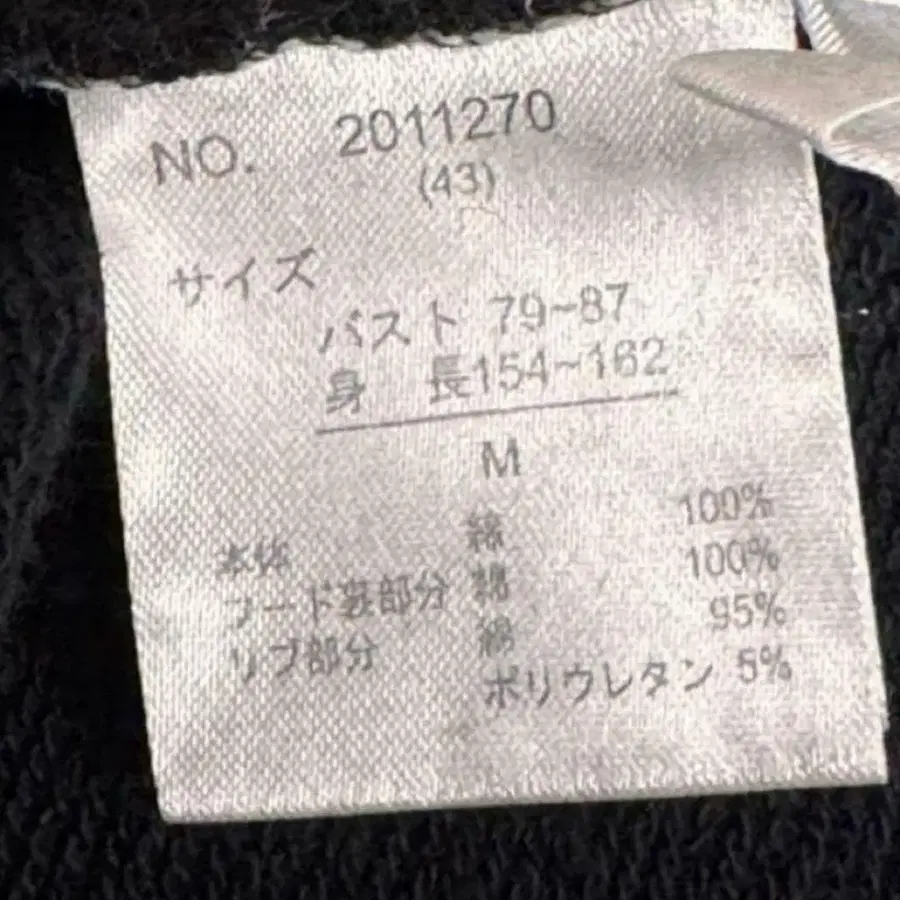 NO. 2011270
(43)
サイズ
バスト 79~87
身 長154~162
M
本体 綿 100%
フード裏部分 綿 100%
リブ部分 綿 95%
ポリウレタン 5%